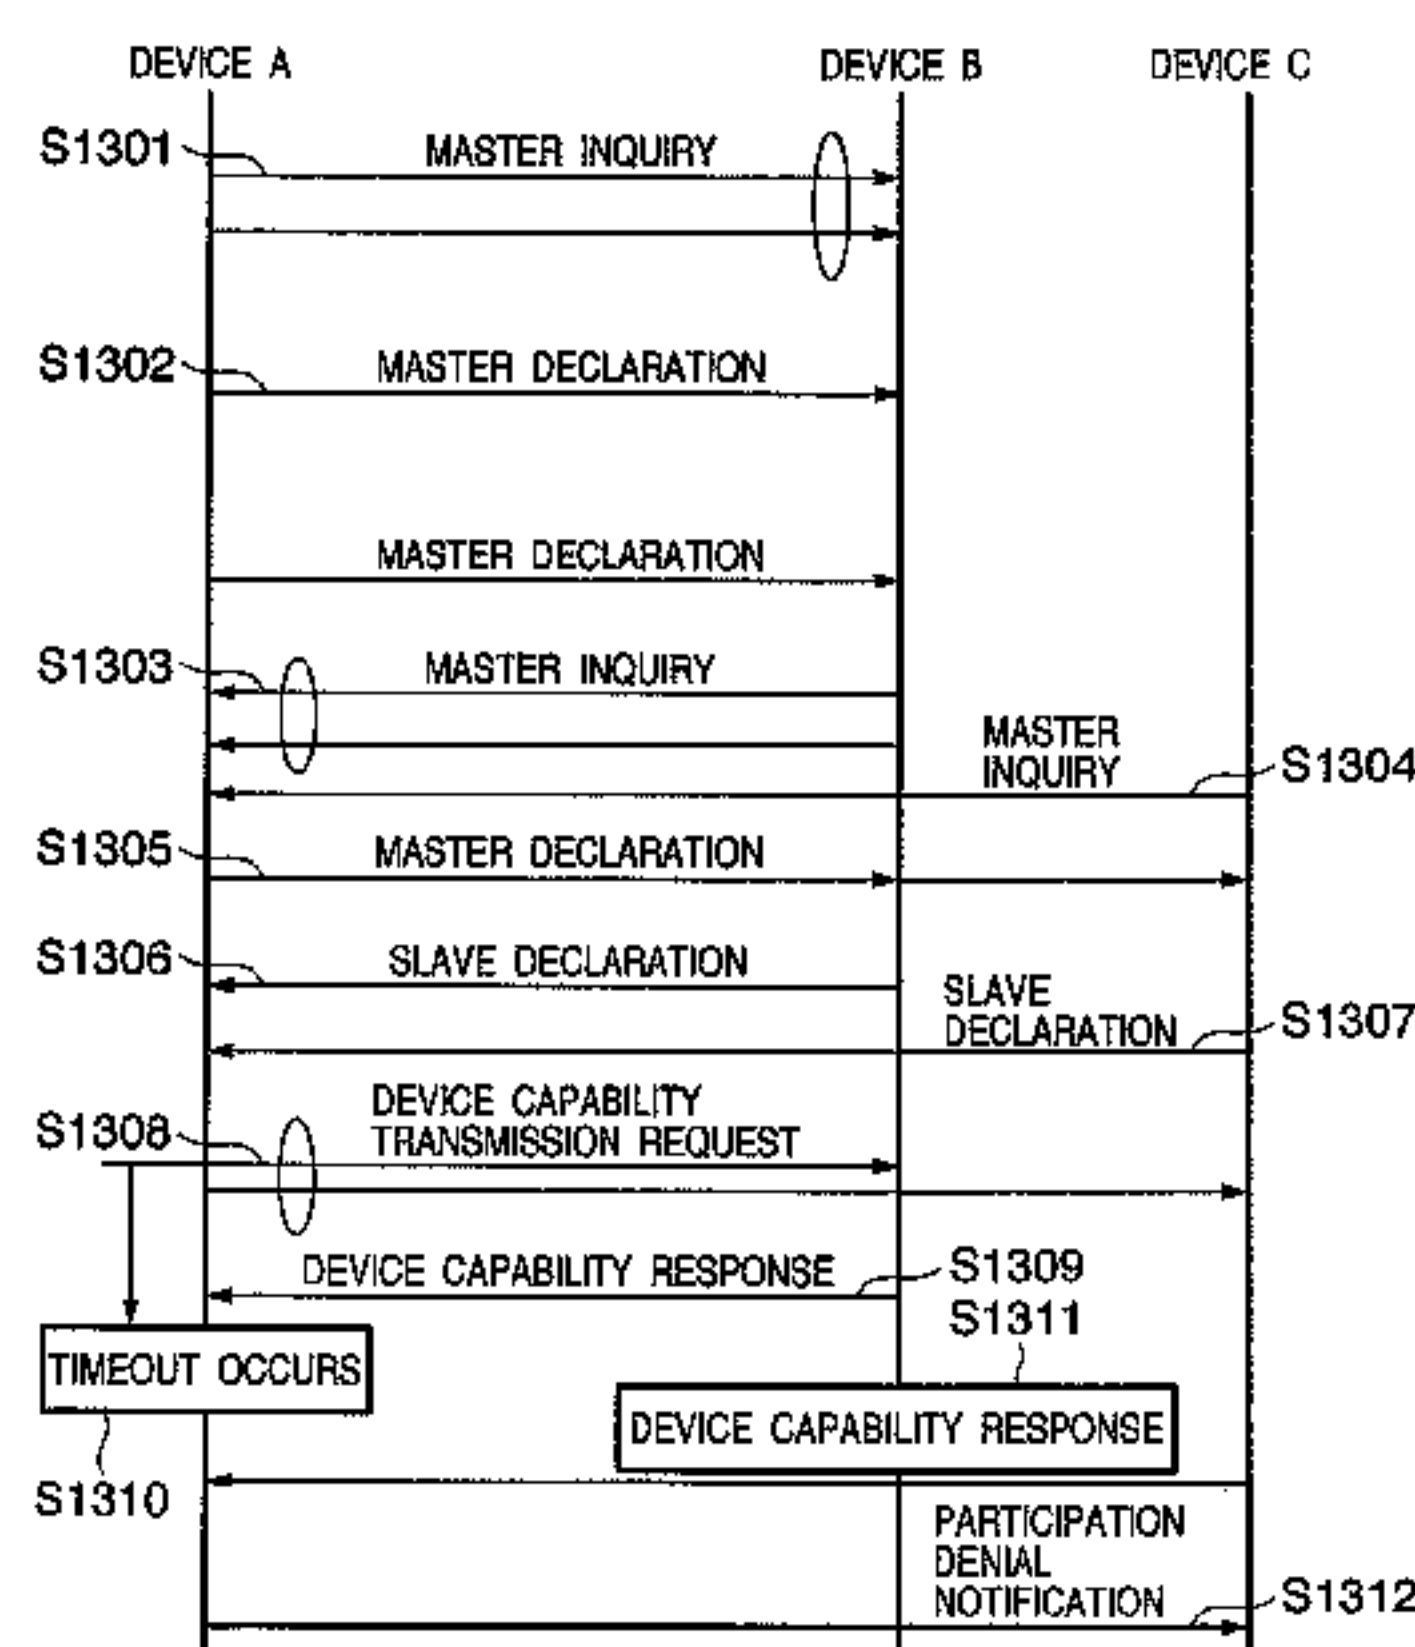 DEVICE A
DEVICE B
DEVICE C
S1301
MASTER INQUIRY
S1302
MASTER DECLARATION
MASTER DECLARATION
S1303
MASTER INQUIRY
MASTER
INQUIRY
S1304
S1305
MASTER DECLARATION
S1306
SLAVE DECLARATION
SLAVE
DECLARATION
S1307
S1308
DEVICE CAPABILITY
TRANSMISSION REQUEST
DEVICE CAPABILITY RESPONSE
S1309
S1311
TIMEOUT OCCURS
DEVICE CAPABILITY RESPONSE
S1310
PARTICIPATION
DENIAL
NOTIFICATION
S1312